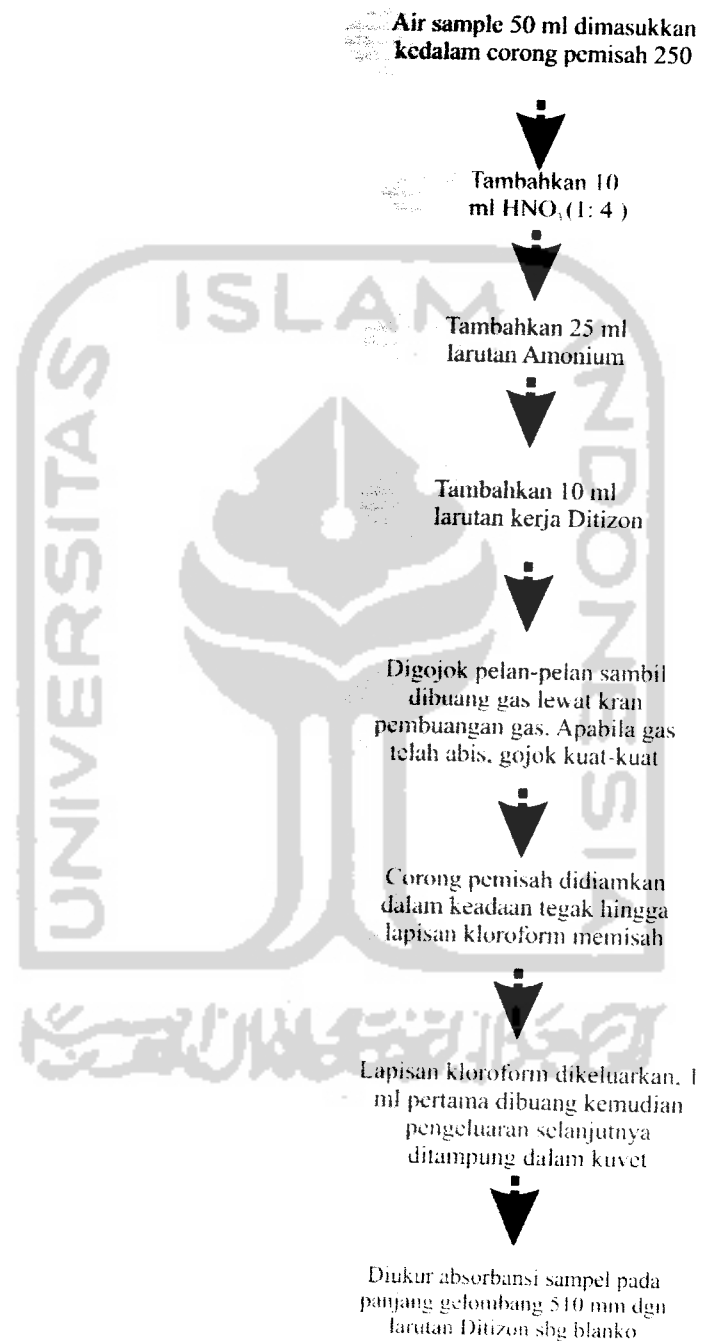 Air sample 50 ml dimasukkan
kedalam corong pemisah 250
Tambahkan 10
ml HNO₃ (1: 4 )
Tambahkan 25 ml
larutan Amonium
Tambahkan 10 ml
larutan kerja Ditizon
Digojok pelan-pelan sambil
dibuang gas lewat kran
pembuangan gas. Apabila gas
telah abis, gojok kuat-kuat
Corong pemisah didiamkan
dalam keadaan tegak hingga
lapisan kloroform memisah
Lapisan kloroform dikeluarkan. 1
ml pertama dibuang kemudian
pengeluaran selanjutnya
ditampung dalam kuvet
Diukur absorbansi sampel pada
panjang gelombang 510 mm dgn
larutan Ditizon sbg blanko
UNIVERSITAS
ISLAM
INDONESIA